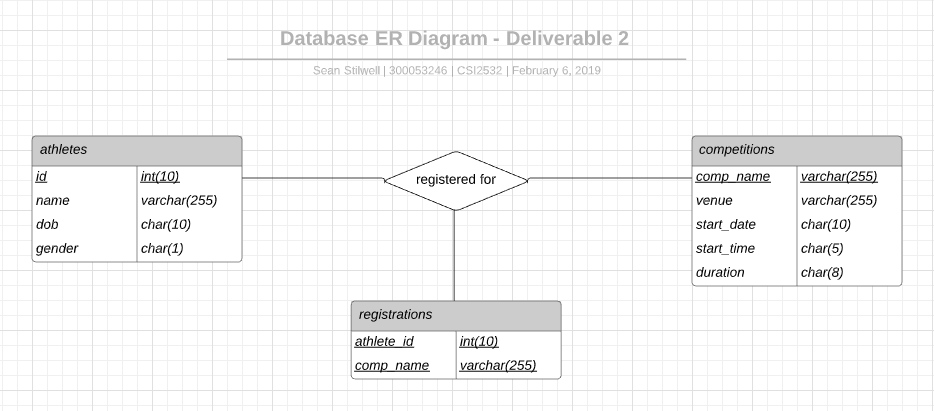 Database ER Diagram - Deliverable 2
Sean Stilwell | 300053246 | CSI2532 | February 6, 2019
athletes
id int(10)
name varchar(255)
dob char(10)
gender char(1)
registered for
competitions
comp_name varchar(255)
venue varchar(255)
start_date char(10)
start_time char(5)
duration char(8)
registrations
athlete_id int(10)
comp_name varchar(255)